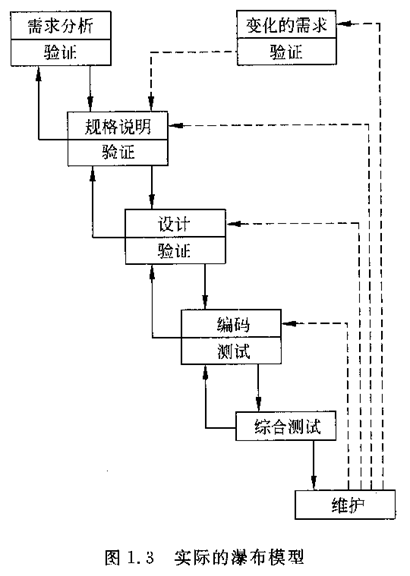 需求分析
验证
变化的需求
验证
规格说明
验证
设计
验证
编码
测试
综合测试
维护
图 1.3 实际的瀑布模型